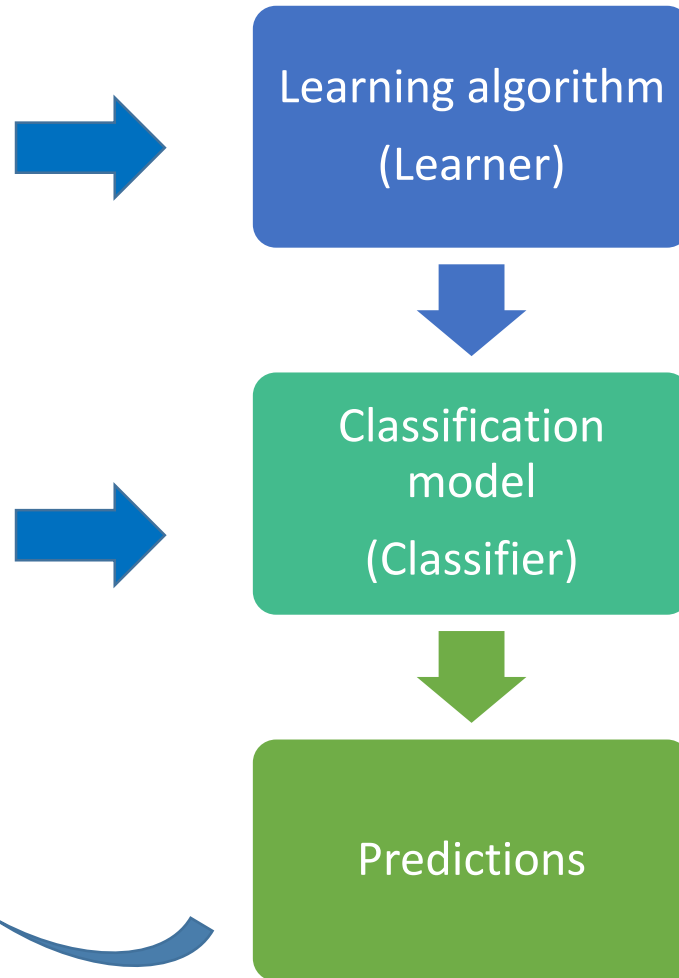 Learning algorithm
(Learner)
Classification
model
(Classifier)
Predictions